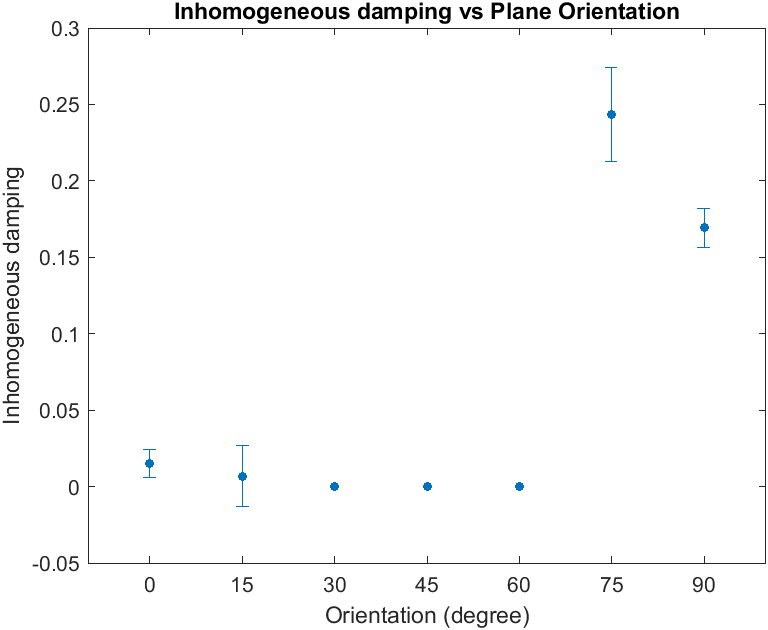 Inhomogeneous damping vs Plane Orientation
0.3
0.25
0.2
0.15
0.1
0.05
0
-0.05
Inhomogeneous damping
0 15 30 45 60 75 90
Orientation (degree)